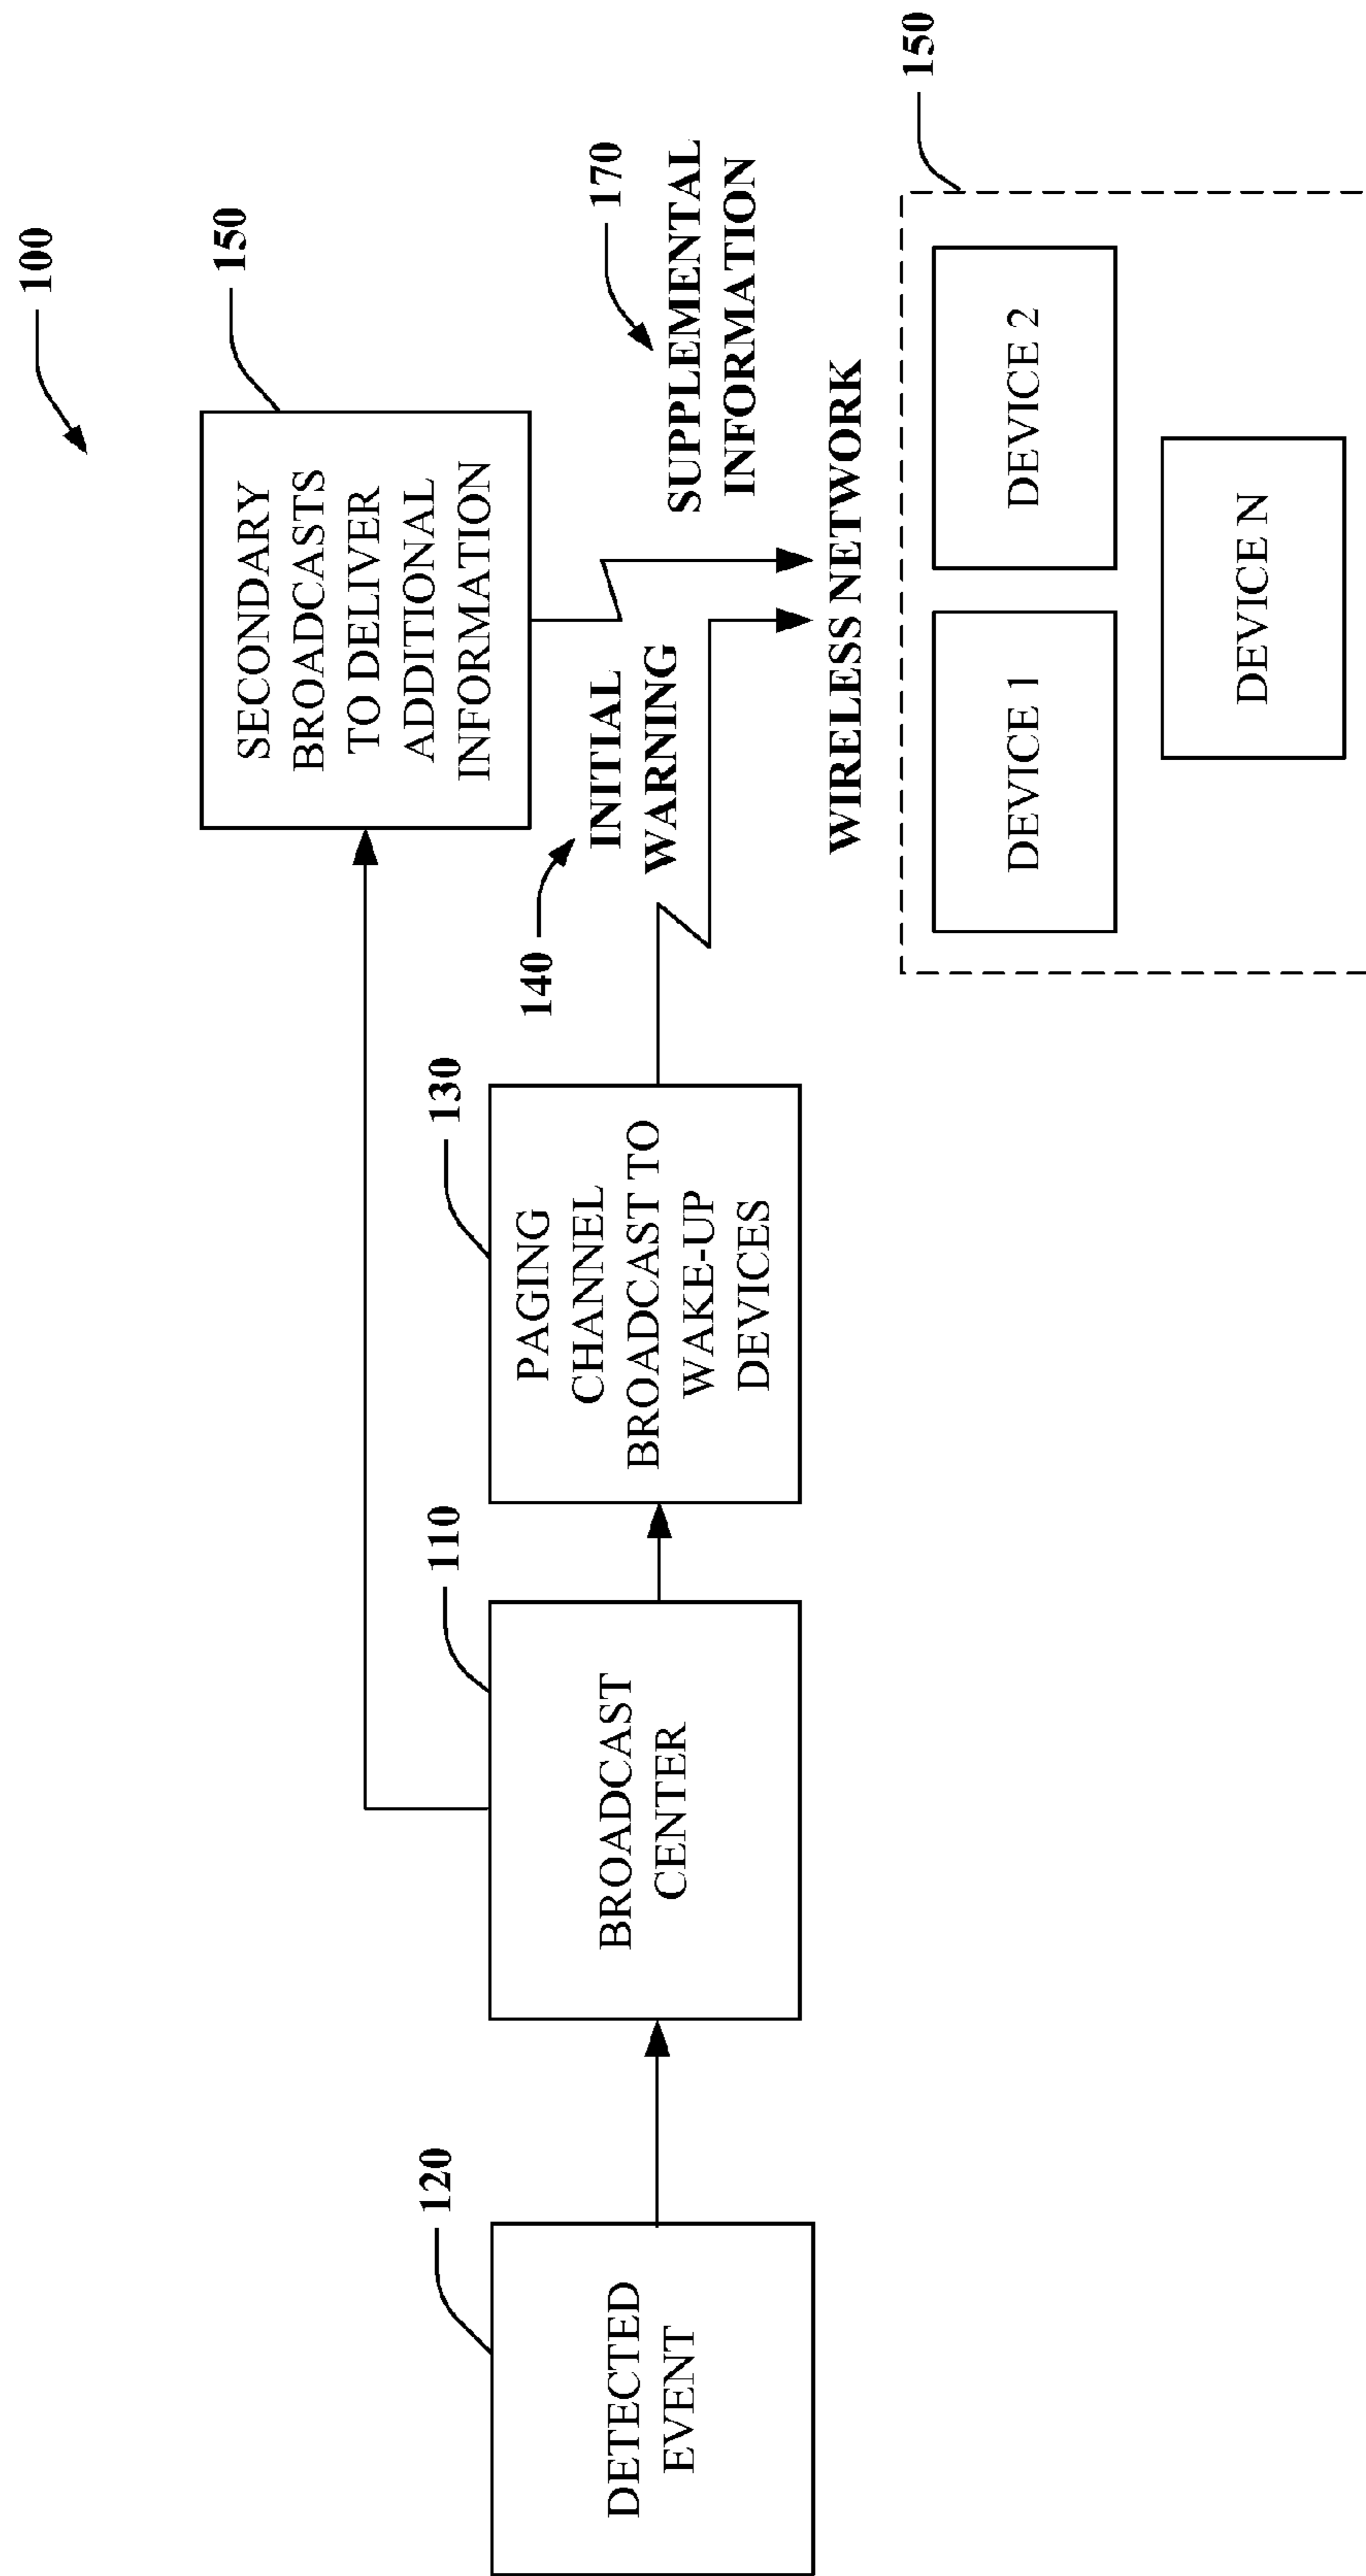 100
150
SECONDARY
BROADCASTS
TO DELIVER
ADDITIONAL
INFORMATION
120
DETECTED
EVENT
110
BROADCAST
CENTER
130
PAGING
CHANNEL
BROADCAST TO
WAKE-UP
DEVICES
140
INITIAL
WARNING
170
SUPPLEMENTAL
INFORMATION
WIRELESS NETWORK
150
DEVICE 1
DEVICE 2
DEVICE N